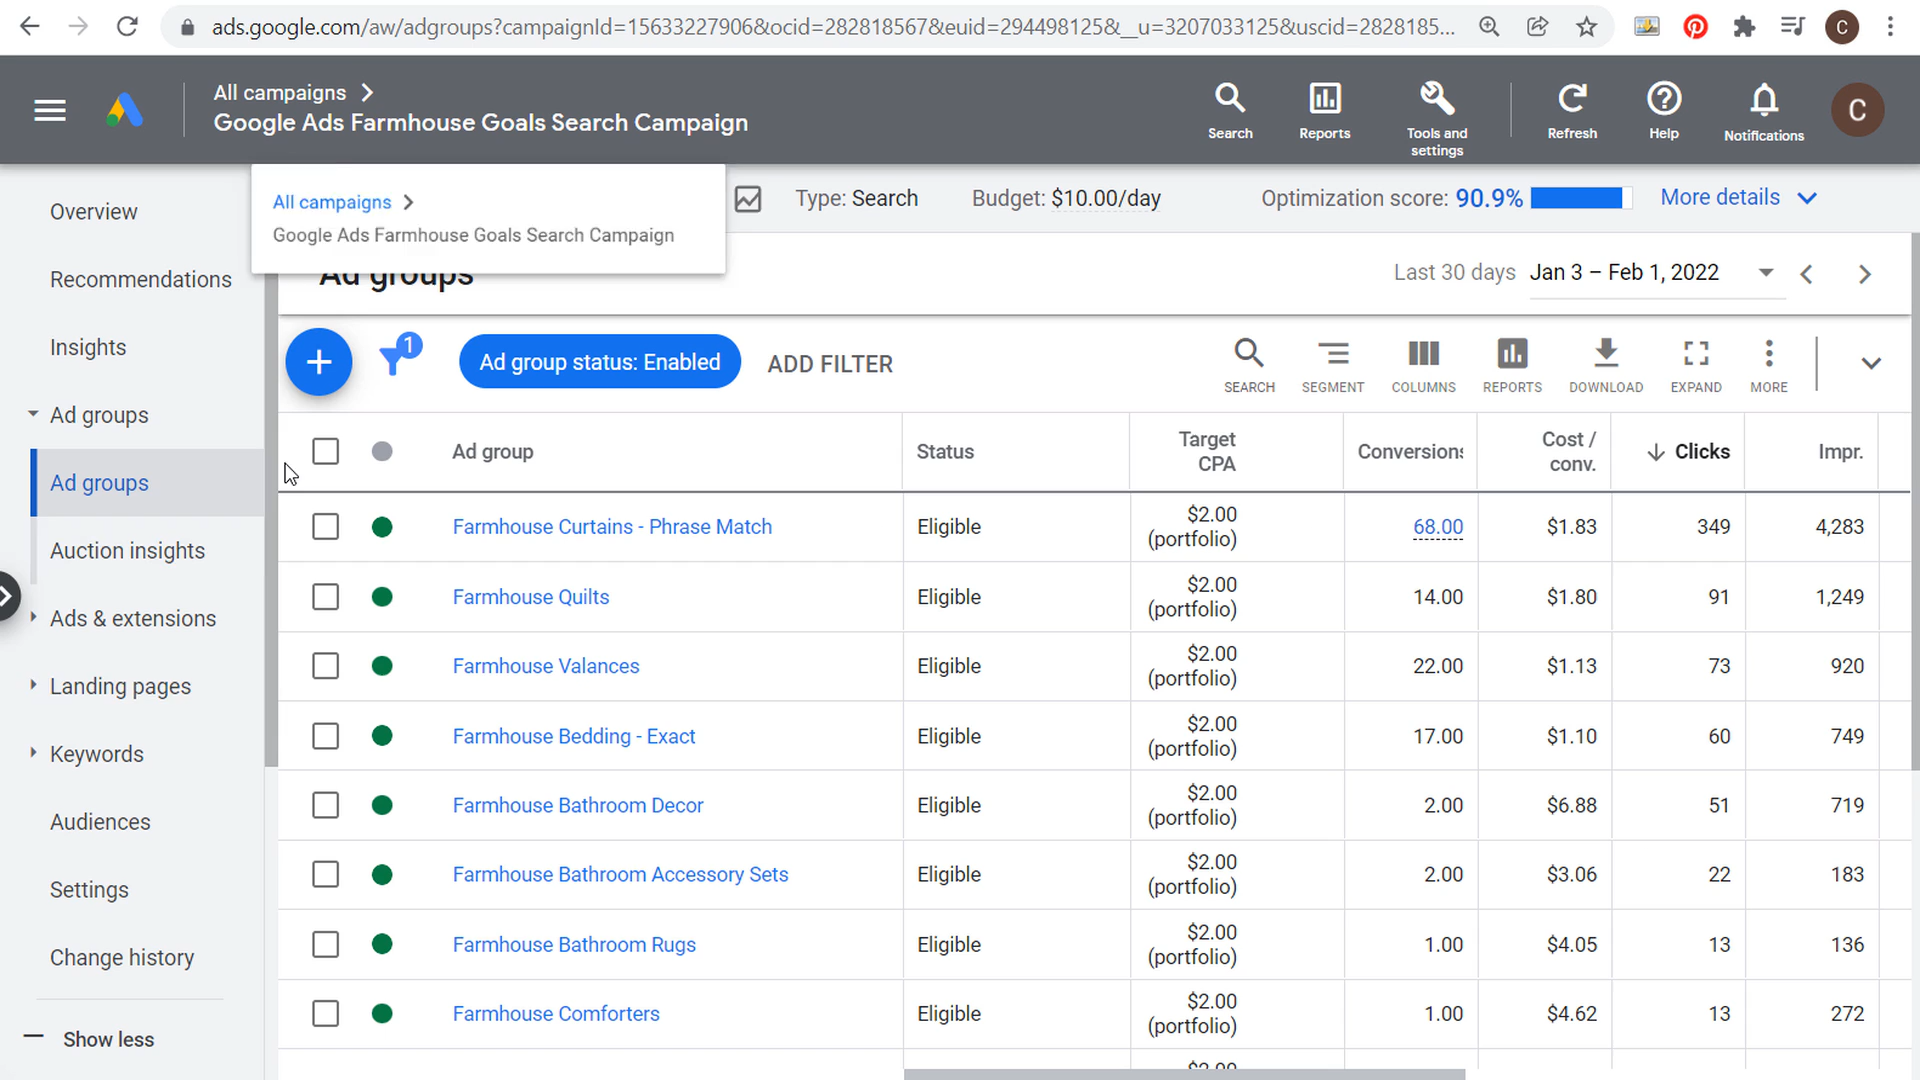 ads.google.com/aw/adgroups?campaignId=15633227906&ocid=282818567&euid=294498125&__u=3207033125&uscid=2828185...
C
All campaigns
Google Ads Farmhouse Goals Search Campaign
Search
Reports
Tools and
settings
Refresh
Help
Notifications
C
All campaigns
Google Ads Farmhouse Goals Search Campaign
Type: Search
Budget: $10.00/day
Optimization score: 90.9%
More details
Overview
Recommendations
Insights
Ad groups
Ad groups
Auction insights
Ads & extensions
Landing pages
Keywords
Audiences
Settings
Change history
Show less
Ad groups
Last 30 days Jan 3 – Feb 1, 2022
1
Ad group status: Enabled
ADD FILTER
SEARCH
SEGMENT
COLUMNS
REPORTS
DOWNLOAD
EXPAND
MORE
Ad group
Status
Target
CPA
Conversions
Cost /
conv.
Clicks
Impr.
Farmhouse Curtains - Phrase Match
Eligible
$2.00
(portfolio)
68.00
$1.83
349
4,283
Farmhouse Quilts
Eligible
$2.00
(portfolio)
14.00
$1.80
91
1,249
Farmhouse Valances
Eligible
$2.00
(portfolio)
22.00
$1.13
73
920
Farmhouse Bedding - Exact
Eligible
$2.00
(portfolio)
17.00
$1.10
60
749
Farmhouse Bathroom Decor
Eligible
$2.00
(portfolio)
2.00
$6.88
51
719
Farmhouse Bathroom Accessory Sets
Eligible
$2.00
(portfolio)
2.00
$3.06
22
183
Farmhouse Bathroom Rugs
Eligible
$2.00
(portfolio)
1.00
$4.05
13
136
Farmhouse Comforters
Eligible
$2.00
(portfolio)
1.00
$4.62
13
272